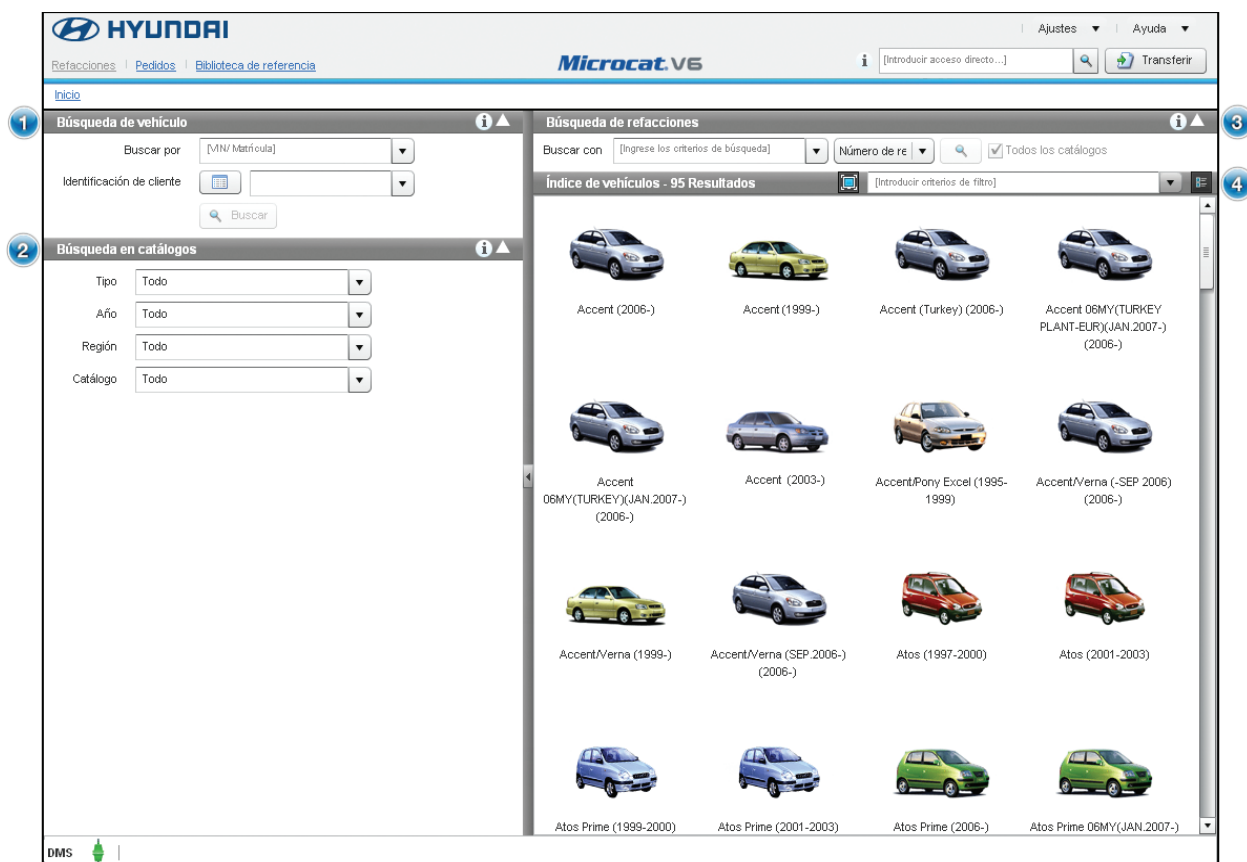 HYUNDAI
Ajustes
Ayuda
Refacciones
Pedidos
Biblioteca de referencia
Microcat V6
i
[Introducir acceso directo...]
Transferir
Inicio
1
Búsqueda de vehículo
i
Buscar por
[VIN/ Matrícula]
Identificación de cliente
Buscar
2
Búsqueda en catálogos
i
Tipo
Todo
Año
Todo
Región
Todo
Catálogo
Todo
Búsqueda de refacciones
i
3
Buscar con
[Ingrese los criterios de búsqueda]
Número de re
Todos los catálogos
Índice de vehículos - 95 Resultados
[Introducir criterios de filtro]
4
Accent (2006-)
Accent (1999-)
Accent (Turkey) (2006-)
Accent 06MY(TURKEY
PLANT-EUR)(JAN.2007-)
(2006-)
Accent
06MY(TURKEY)(JAN.2007-)
(2006-)
Accent (2003-)
Accent/Pony Excel (1995-
1999)
Accent/Verna (-SEP 2006)
(2006-)
Accent/Verna (1999-)
Accent/Verna (SEP.2006-)
(2006-)
Atos (1997-2000)
Atos (2001-2003)
Atos Prime (1999-2000)
Atos Prime (2001-2003)
Atos Prime (2006-)
Atos Prime 06MY(JAN.2007-)
DMS